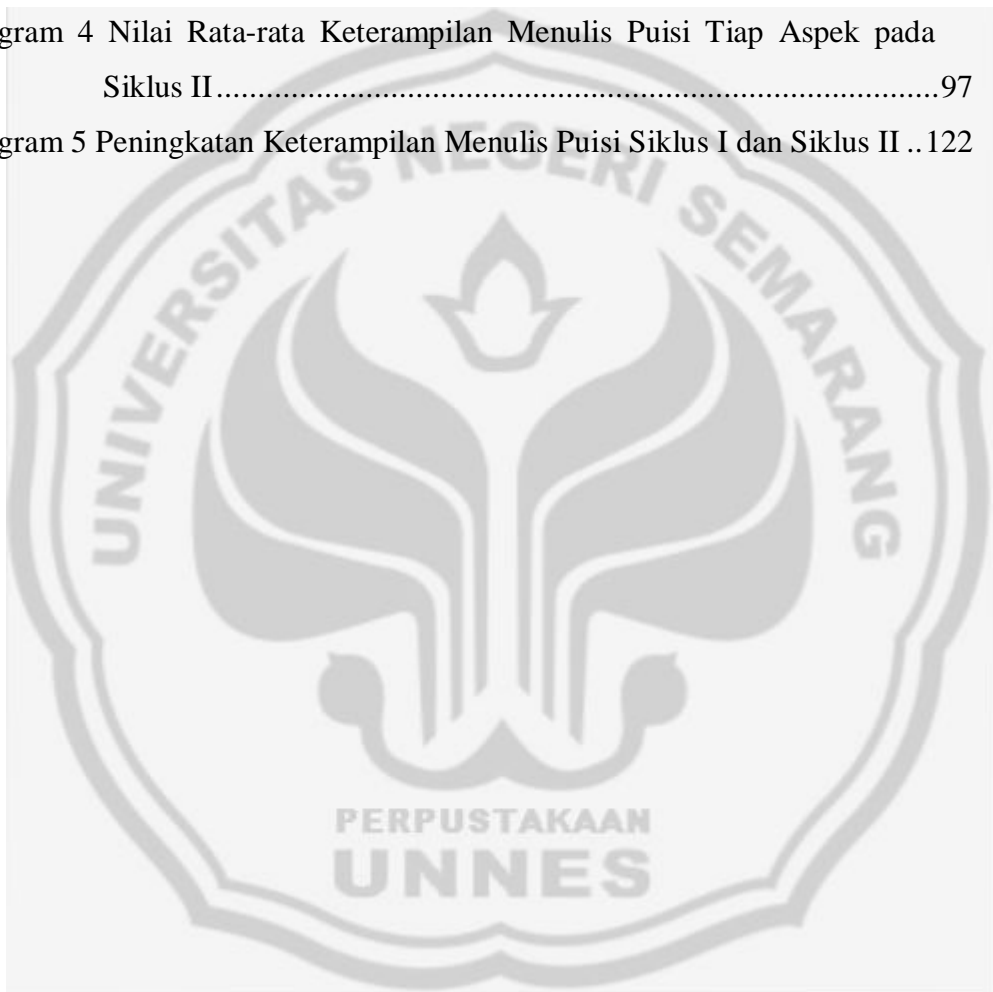 gram 4 Nilai Rata-rata Keterampilan Menulis Puisi Tiap Aspek pada
Siklus II........................................................................................97
gram 5 Peningkatan Keterampilan Menulis Puisi Siklus I dan Siklus II ..122
UNIVERSITAS NEGERI SEMARANG
PERPUSTAKAAN
UNNES